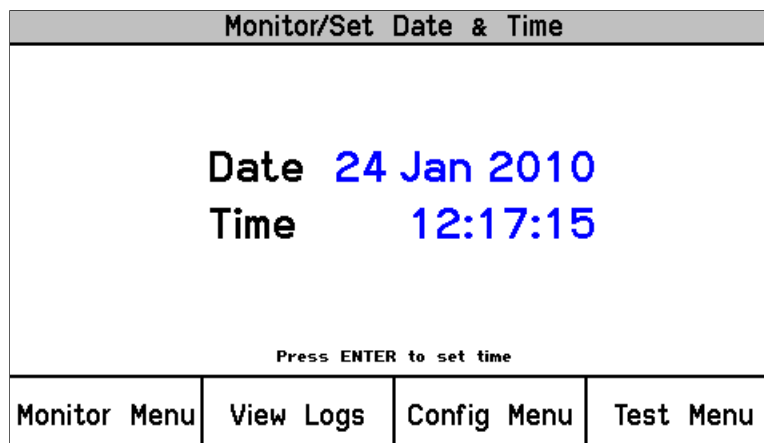 Monitor/Set Date & Time
Date 24 Jan 2010
Time 12:17:15
Press ENTER to set time
Monitor Menu View Logs Config Menu Test Menu